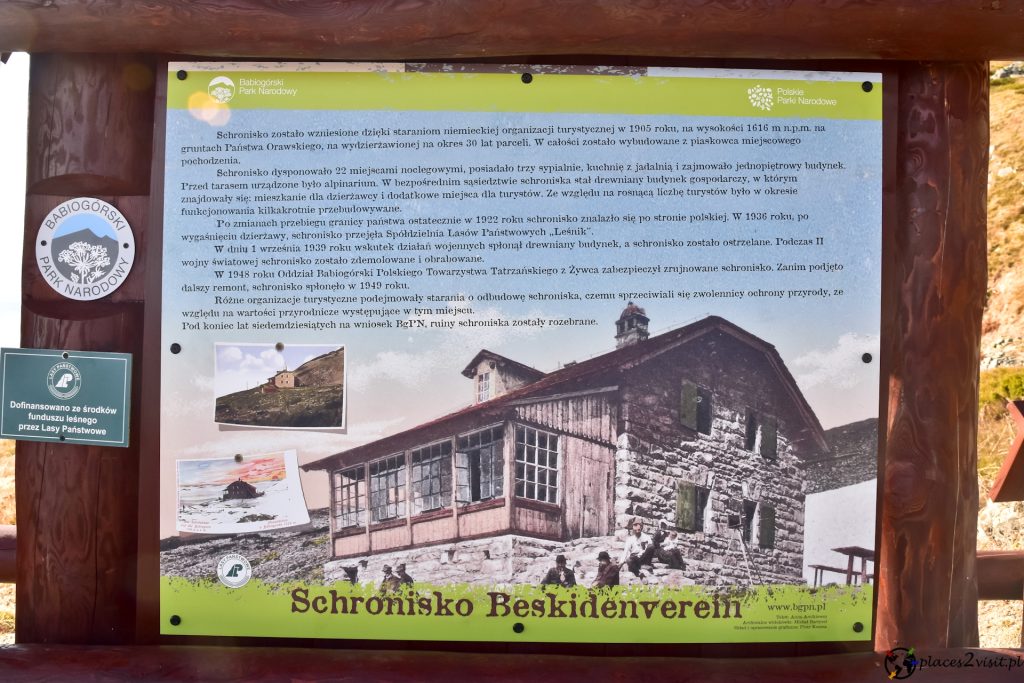 Babiogórski
Park Narodowy
Polskie
Parki Narodowe
Schronisko zostało wzniesione dzięki staraniom niemieckiej organizacji turystycznej w 1905 roku, na wysokości 1616 m n.p.m. na
gruntach Państwa Orawskiego, na wydzierżawionej na okres 30 lat parceli. W całości zostało wybudowane z piaskowca miejscowego
pochodzenia.
Schronisko dysponowało 22 miejscami noclegowymi, posiadało trzy sypialnie, kuchnię z jadalnią i zajmowało jednopiętrowy budynek.
Przed tarasem urządzone było alpinarium. W bezpośrednim sąsiedztwie schroniska stał drewniany budynek gospodarczy, w którym
znajdowały się: mieszkanie dla dzierżawcy i dodatkowe miejsca dla turystów. Ze względu na rosnącą liczbę turystów było w okresie
funkcjonowania kilkakrotnie przebudowywane.
Po zmianach przebiegu granicy państwa ostatecznie w 1922 roku schronisko znalazło się po stronie polskiej. W 1936 roku, po
wygaśnięciu dzierżawy, schronisko przejęła Spółdzielnia Lasów Państwowych „Leśnik”.
W dniu 1 września 1939 roku wskutek działań wojennych spłonął drewniany budynek, a schronisko zostało ostrzelane. Podczas II
wojny światowej schronisko zostało zdemolowane i obrabowane.
W 1948 roku Oddział Babiogórski Polskiego Towarzystwa Tatrzańskiego z Żywca zabezpieczył zrujnowane schronisko. Zanim podjęto
dalszy remont, schronisko spłonęło w 1949 roku.
Różne organizacje turystyczne podejmowały starania o odbudowę schroniska, czemu sprzeciwiali się zwolennicy ochrony przyrody, ze
względu na wartości przyrodnicze występujące w tym miejscu.
Pod koniec lat siedemdziesiątych na wniosek BgPN, ruiny schroniska zostały rozebrane.
BABIOGÓRSKI
PARK NARODOWY
LASY PAŃSTWOWE
Dofinansowano ze środków
funduszu leśnego
przez Lasy Państwowe
LASY PAŃSTWOWE
Schronisko Beskidenverein
www.bgpn.pl
places2visit.pl